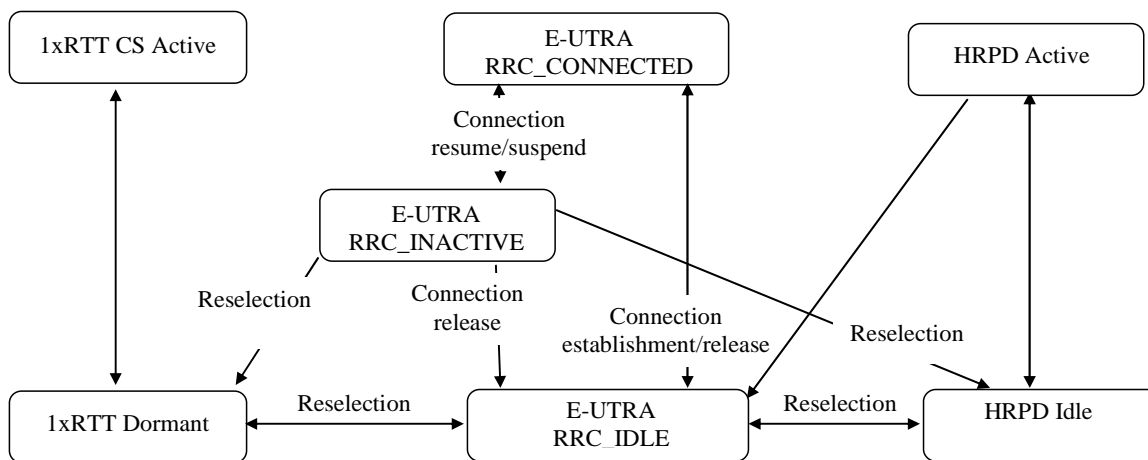 1xRTT CS Active
E-UTRA
RRC_CONNECTED
HRPD Active
Connection
resume/suspend
E-UTRA
RRC_INACTIVE
Reselection
Connection
release
Connection
establishment/release
Reselection
1xRTT Dormant
Reselection
E-UTRA
RRC_IDLE
Reselection
HRPD Idle